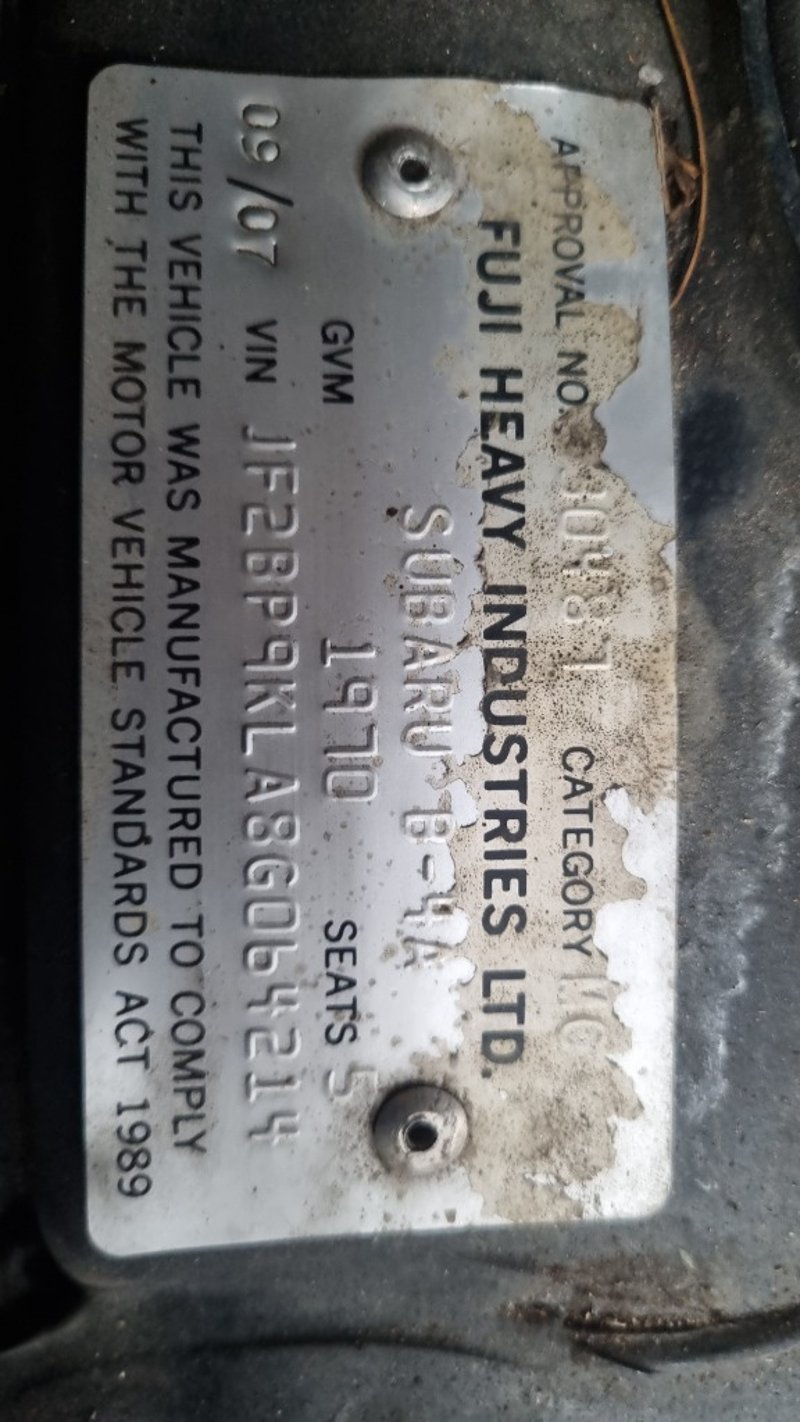 APPROVAL NO. CATEGORY MC
FUJI HEAVY INDUSTRIES LTD.
SUBARU B-4A
GVM 1970 SEATS 5
09/07 VIN JF2BP9KLA8G064214
THIS VEHICLE WAS MANUFACTURED TO COMPLY
WITH THE MOTOR VEHICLE STANDARDS ACT 1989